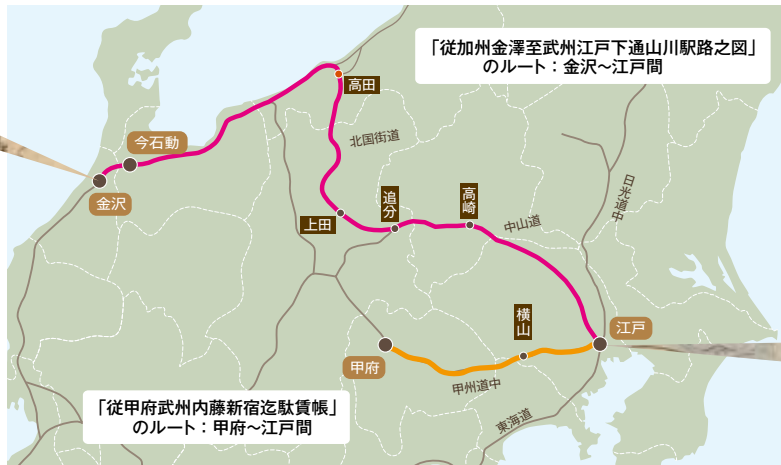 「従加州金澤至武州江戸下通山川駅路之図」
のルート：金沢〜江戸間
高田
北国街道
今石動
金沢
追分
高崎
上田
中山道
日光道中
横山
江戸
甲府
甲州道中
東海道
「従甲府武州内藤新宿迄駄賃帳」
のルート：甲府〜江戸間